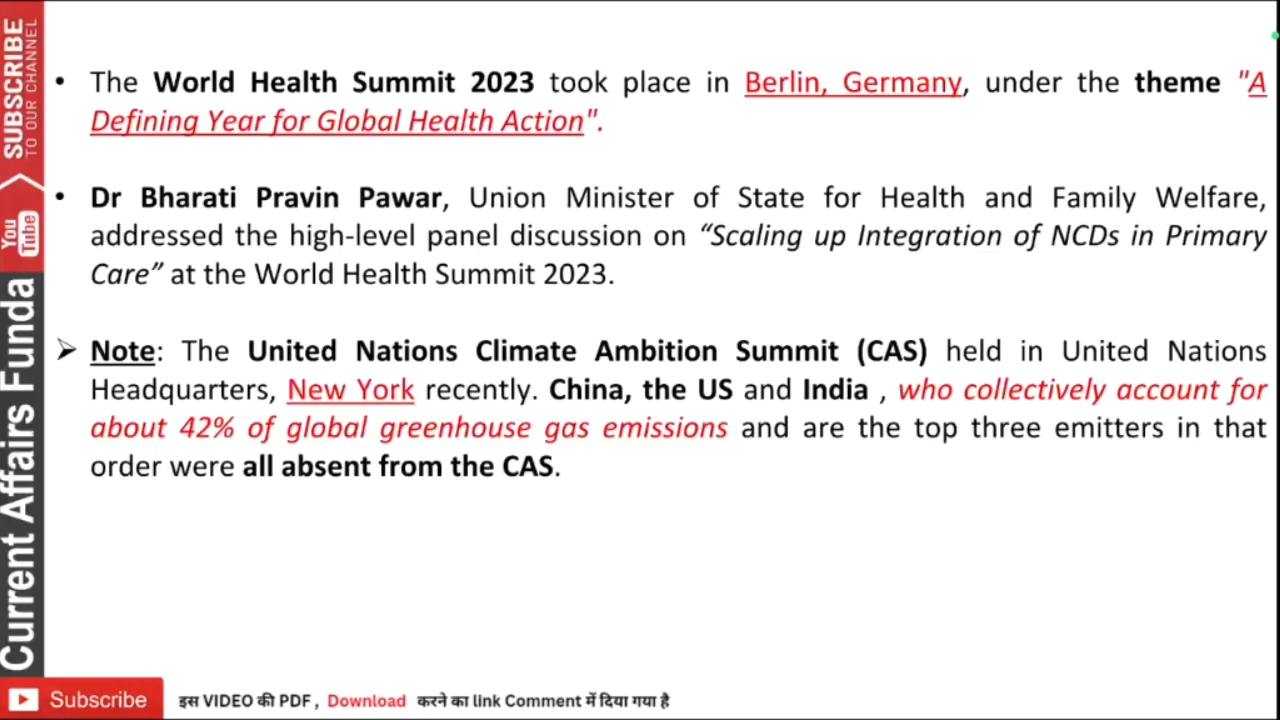 SUBSCRIBE
TO OUR CHANNEL
You Tube
Current Affairs Funda
• The World Health Summit 2023 took place in Berlin, Germany, under the theme "A
Defining Year for Global Health Action".
• Dr Bharati Pravin Pawar, Union Minister of State for Health and Family Welfare,
addressed the high-level panel discussion on “Scaling up Integration of NCDs in Primary
Care” at the World Health Summit 2023.
➢ Note: The United Nations Climate Ambition Summit (CAS) held in United Nations
Headquarters, New York recently. China, the US and India , who collectively account for
about 42% of global greenhouse gas emissions and are the top three emitters in that
order were all absent from the CAS.
Subscribe
इस VIDEO की PDF , Download करने का link Comment में दिया गया है